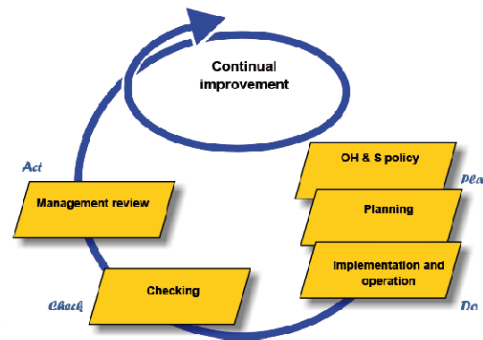 Continual
improvement
OH & S policy
Pla
Planning
Implementation and
operation
Do
Checking
Check
Management review
Act